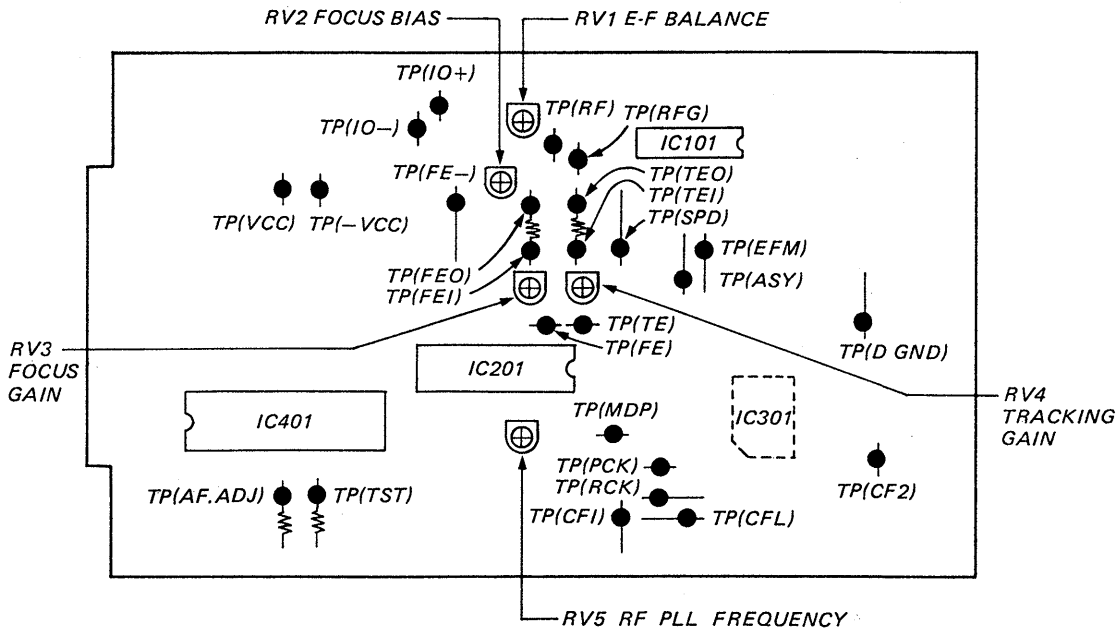 RV2 FOCUS BIAS
RV1 E-F BALANCE
TP(IO+)
TP(IO−)
TP(RF)
TP(RFG)
IC101
TP(FE−)
TP(TEO)
TP(TEI)
TP(SPD)
TP(VCC)
TP(−VCC)
TP(EFM)
TP(FEO)
TP(FEI)
TP(ASY)
TP(TE)
TP(FE)
TP(D GND)
RV3
FOCUS
GAIN
IC201
RV4
TRACKING
GAIN
IC401
TP(MDP)
IC301
TP(PCK)
TP(RCK)
TP(CF2)
TP(AF.ADJ)
TP(TST)
TP(CFI)
TP(CFL)
RV5 RF PLL FREQUENCY